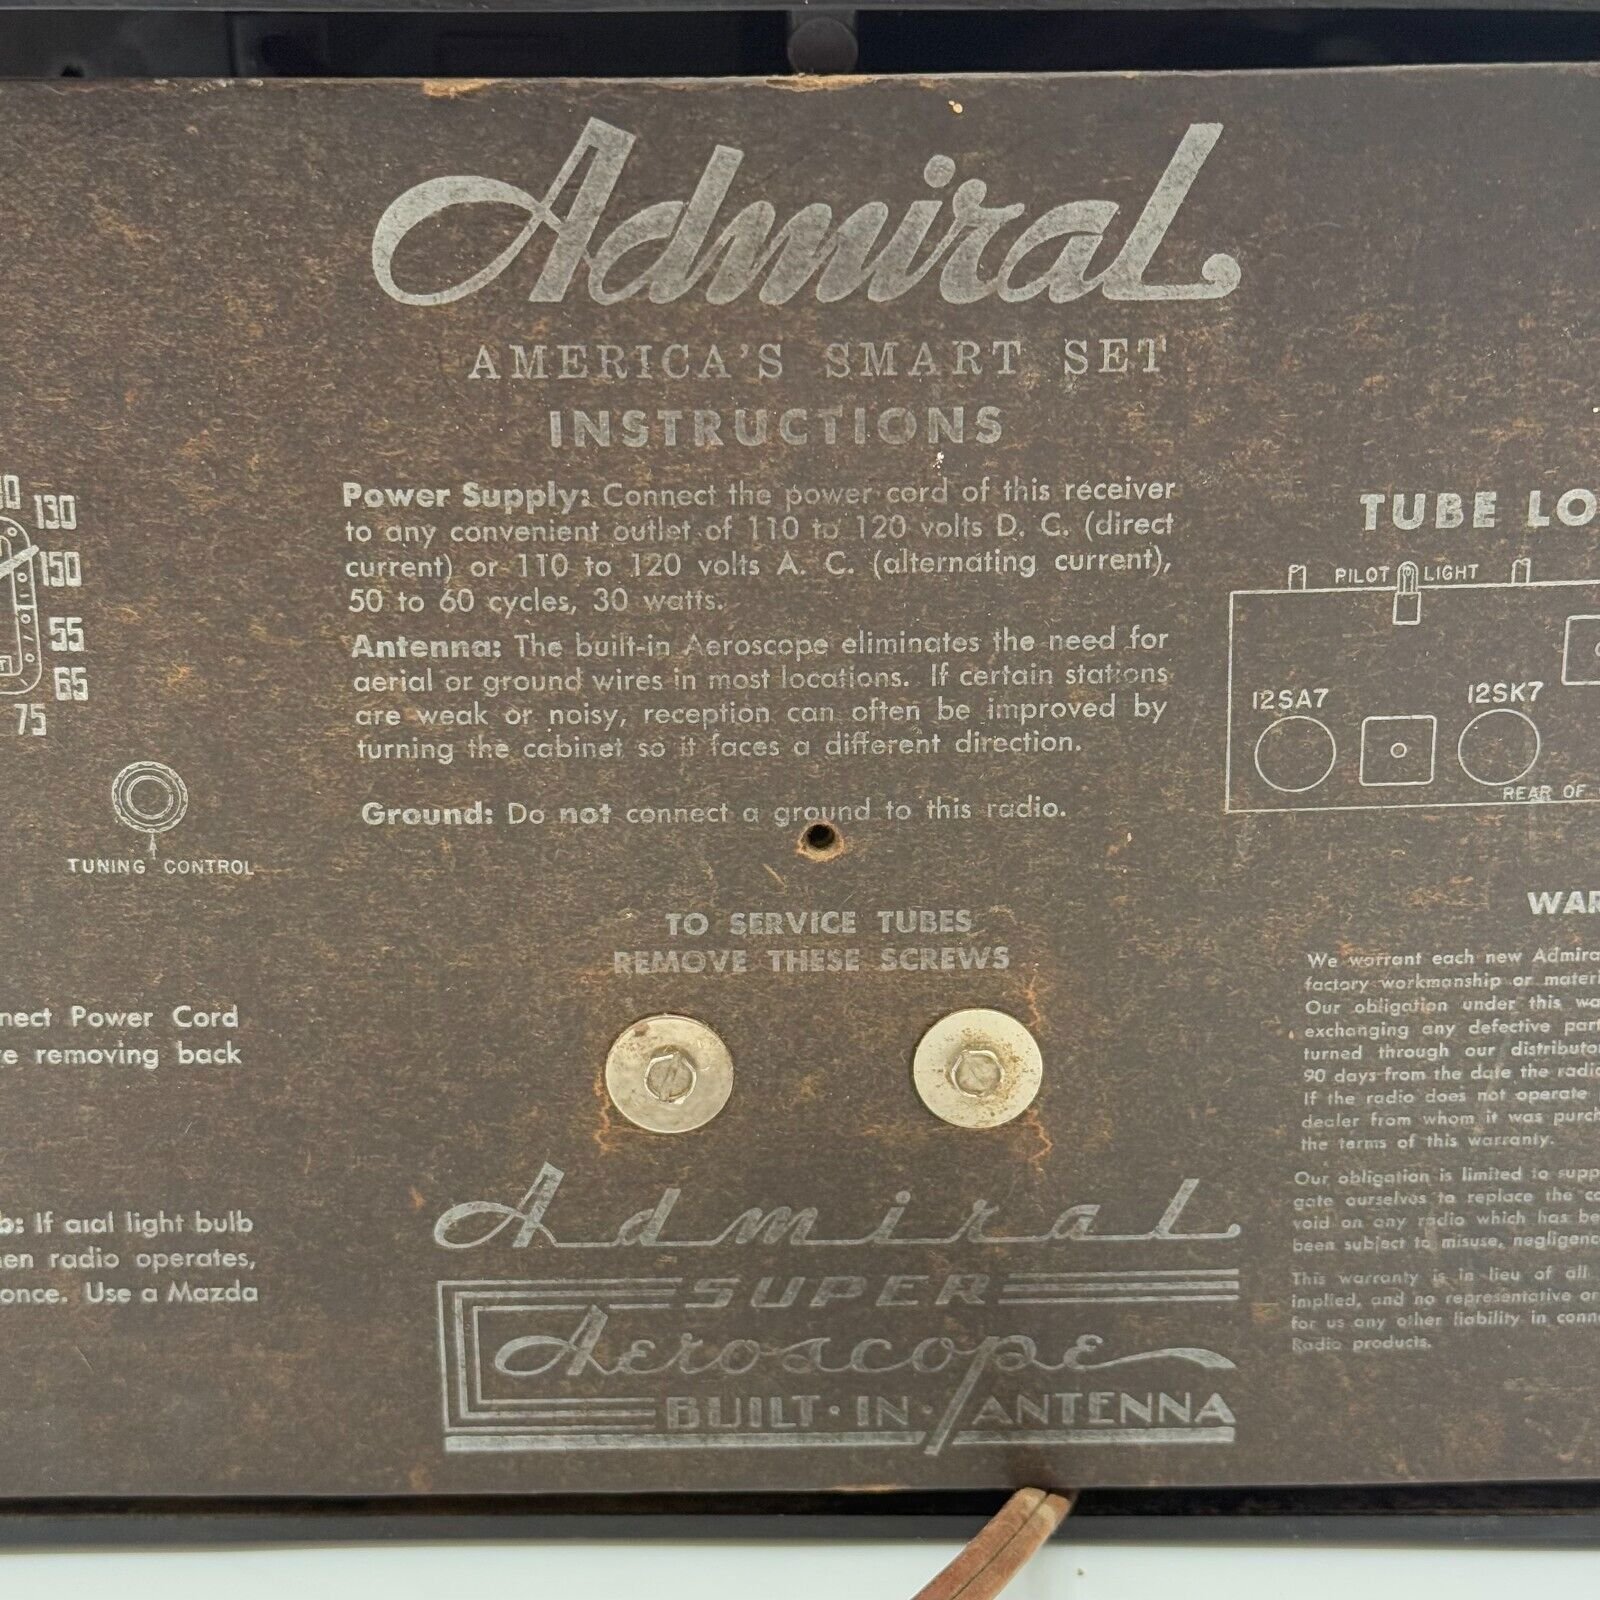 Admiral
AMERICA'S SMART SET
INSTRUCTIONS
Power Supply: Connect the power cord of this receiver
to any convenient outlet of 110 to 120 volts D. C. (direct
current) or 110 to 120 volts A. C. (alternating current),
50 to 60 cycles, 30 watts.
Antenna: The built-in Aeroscope eliminates the need for
aerial or ground wires in most locations. If certain stations
are weak or noisy, reception can often be improved by
turning the cabinet so it faces a different direction.
Ground: Do not connect a ground to this radio.
130
150
55
65
75
TUNING CONTROL
TO SERVICE TUBES
REMOVE THESE SCREWS
nect Power Cord
e removing back
b: If dial light bulb
en radio operates,
once. Use a Mazda
Admiral
SUPER
Aeroscope
BUILT·IN·ANTENNA
TUBE LO
PILOT LIGHT
12SA7
12SK7
REAR OF
WAR
We warrant each new Admira
factory workmanship or materi
Our obligation under this wa
exchanging any defective part
turned through our distributo
90 days from the date the radio
If the radio does not operate
dealer from whom it was purch
the terms of this warranty.
Our obligation is limited to supp
gate ourselves to replace the co
void on any radio which has be
been subject to misuse, negligence
This warranty is in lieu of all
implied, and no representative or
for us any other liability in conn
Radio products.